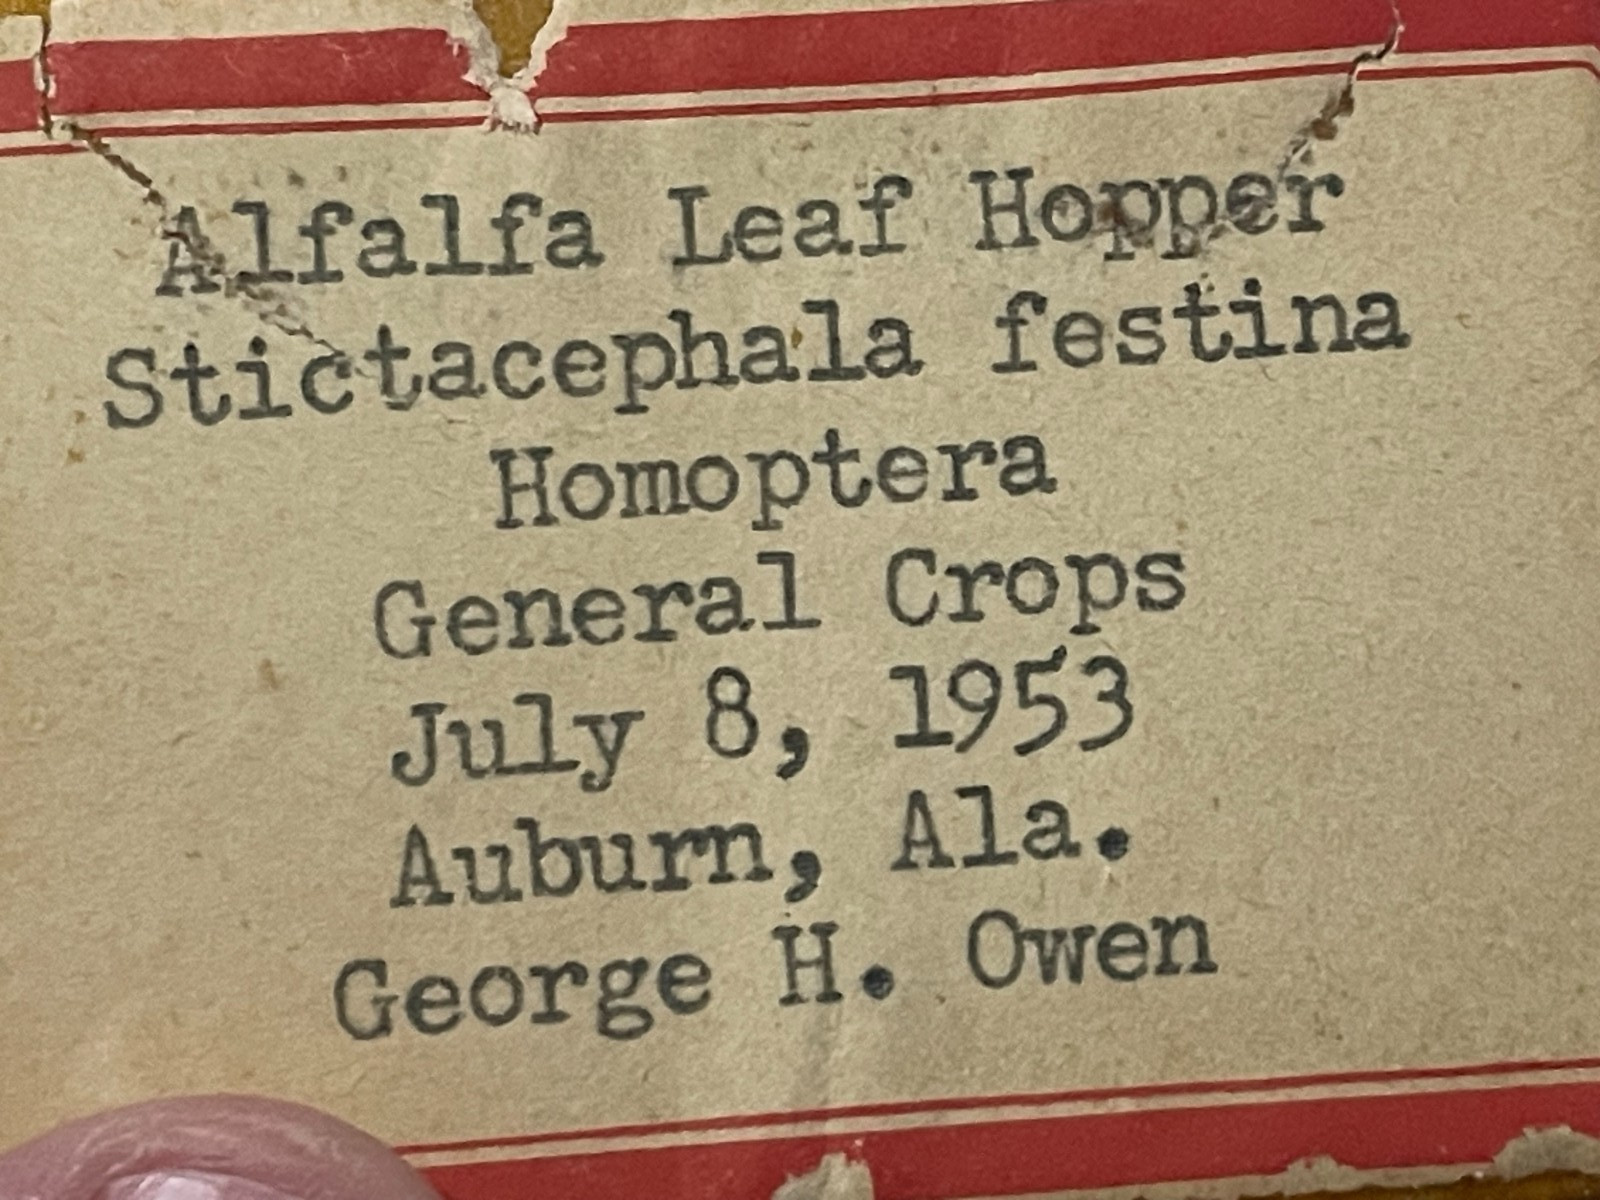 Alfalfa Leaf Hopper
Stictacephala festina
Homoptera
General Crops
July 8, 1953
Auburn, Ala.
George H. Owen